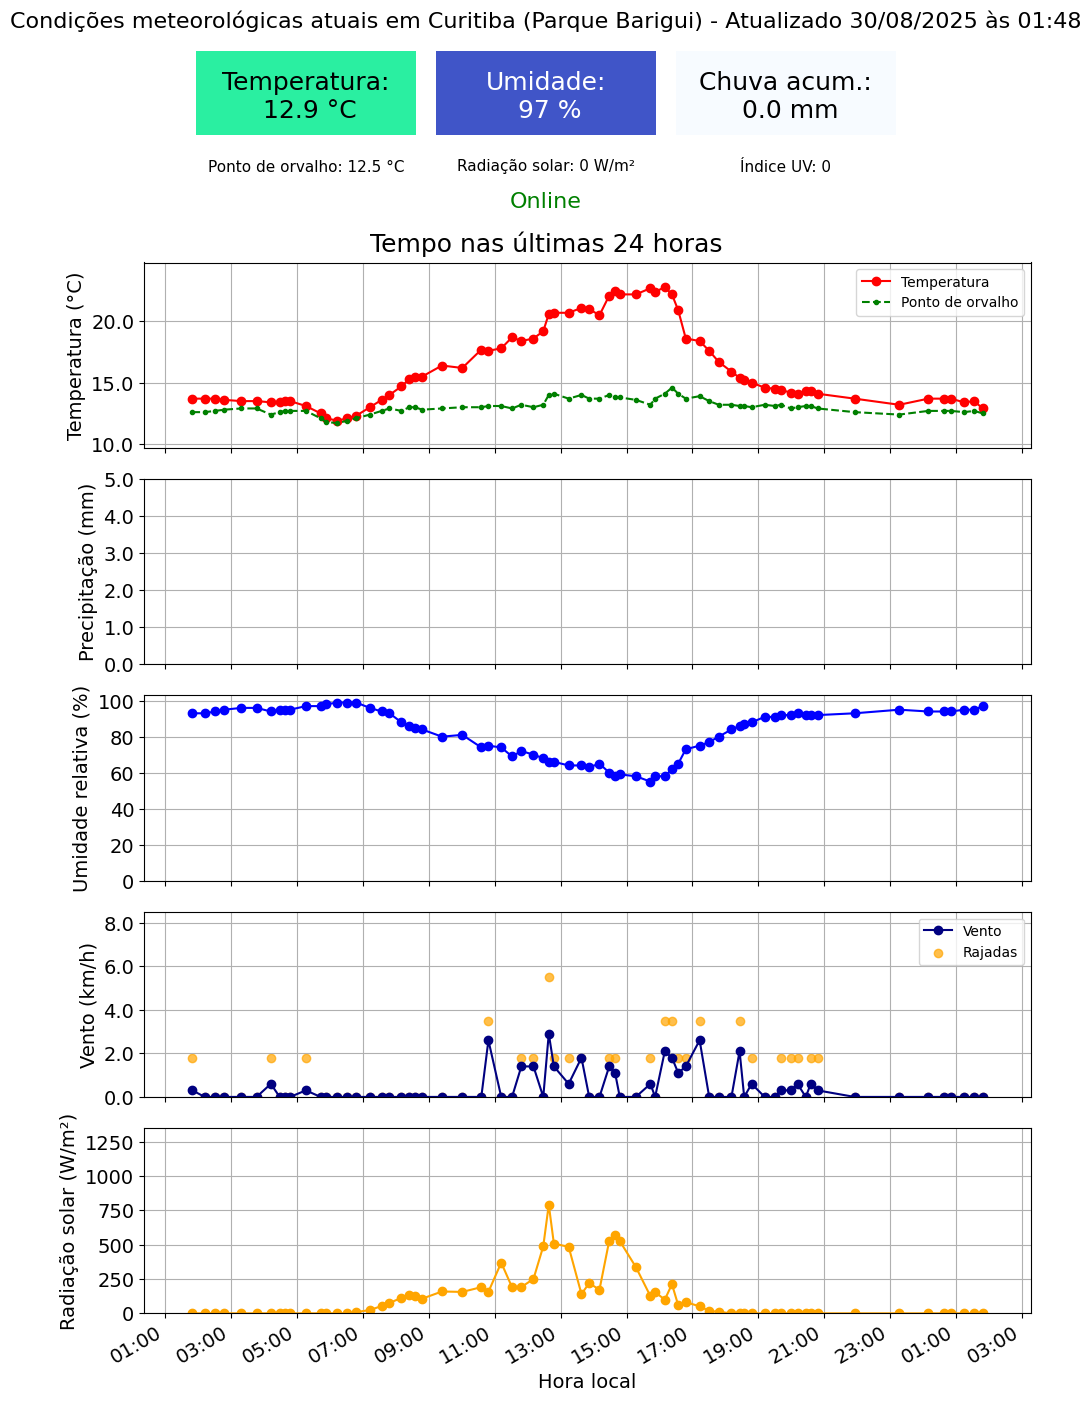 Condições meteorológicas atuais em Curitiba (Parque Barigui) - Atualizado 30/08/2025 às 01:48
Temperatura:
12.9 °C
Umidade:
97 %
Chuva acum.:
0.0 mm
Ponto de orvalho: 12.5 °C
Radiação solar: 0 W/m²
Índice UV: 0
Online
Tempo nas últimas 24 horas
Temperatura (°C)
20.0
15.0
10.0
Temperatura
Ponto de orvalho
Precipitação (mm)
5.0
4.0
3.0
2.0
1.0
0.0
Umidade relativa (%)
100
80
60
40
20
0
Vento (km/h)
8.0
6.0
4.0
2.0
0.0
Vento
Rajadas
Radiação solar (W/m²)
1250
1000
750
500
250
0
01:00
03:00
05:00
07:00
09:00
11:00
13:00
15:00
17:00
19:00
21:00
23:00
01:00
03:00
Hora local